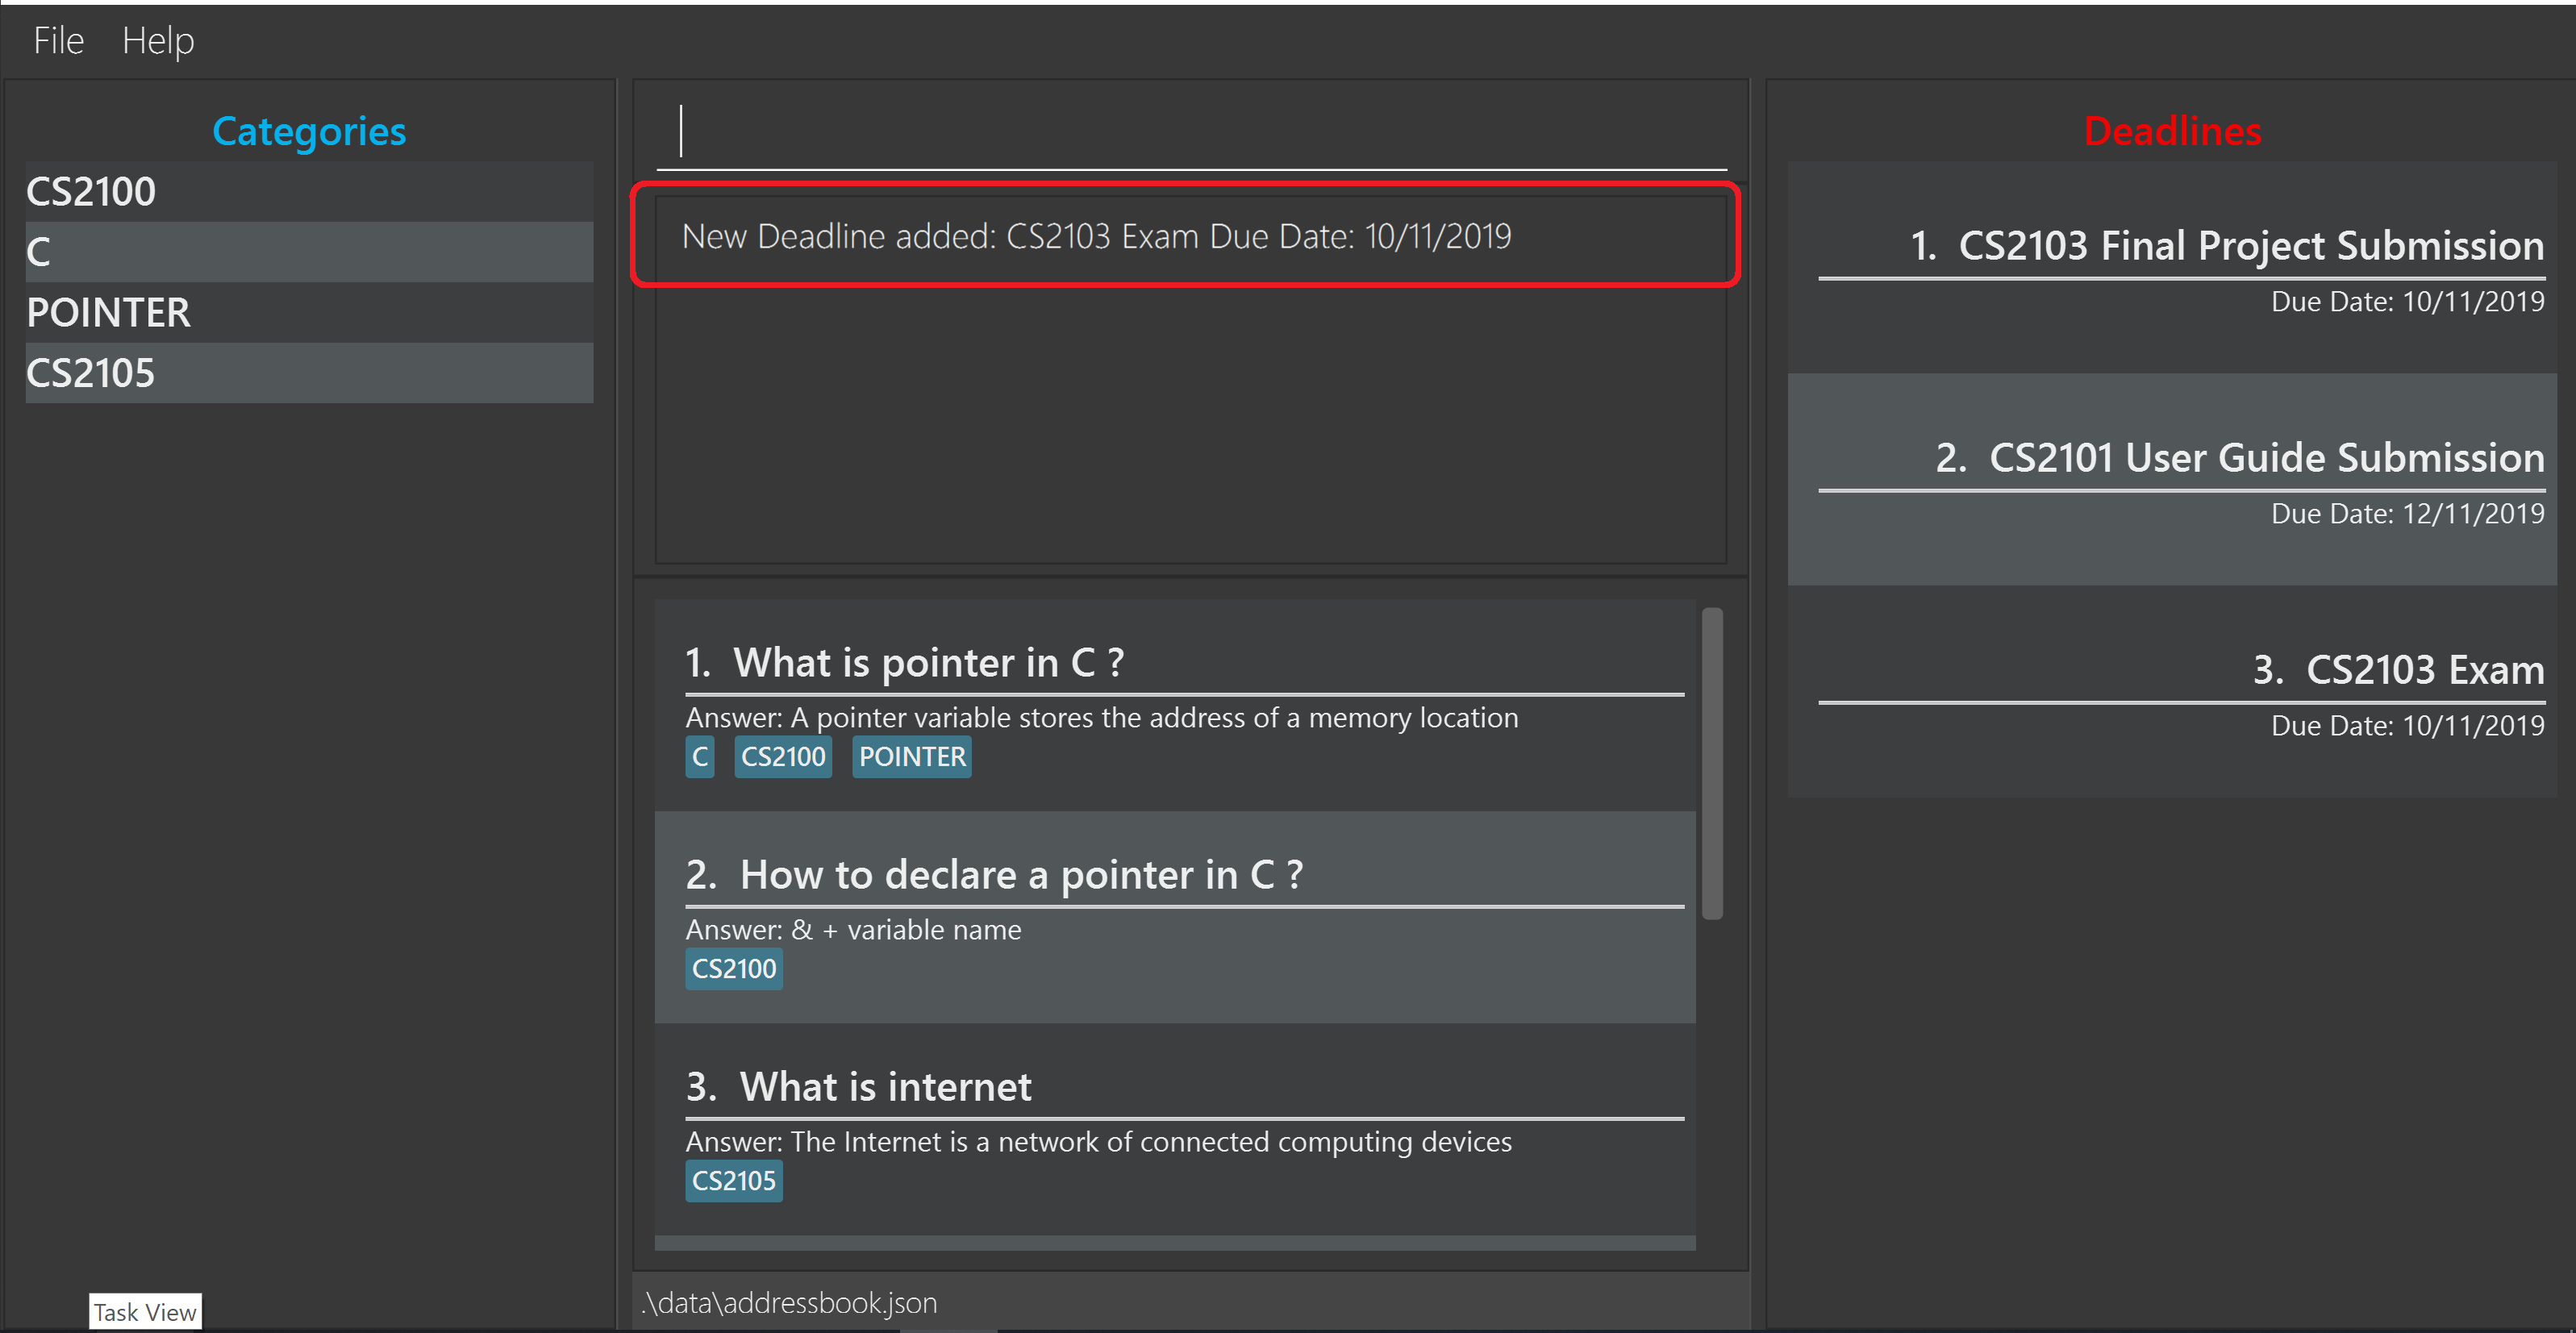 File Help
Categories
CS2100
C
POINTER
CS2105
New Deadline added: CS2103 Exam Due Date: 10/11/2019
1. What is pointer in C ?
Answer: A pointer variable stores the address of a memory location
C CS2100 POINTER
2. How to declare a pointer in C ?
Answer: & + variable name
CS2100
3. What is internet
Answer: The Internet is a network of connected computing devices
CS2105
.\data\addressbook.json
Deadlines
1. CS2103 Final Project Submission
Due Date: 10/11/2019
2. CS2101 User Guide Submission
Due Date: 12/11/2019
3. CS2103 Exam
Due Date: 10/11/2019
Task View